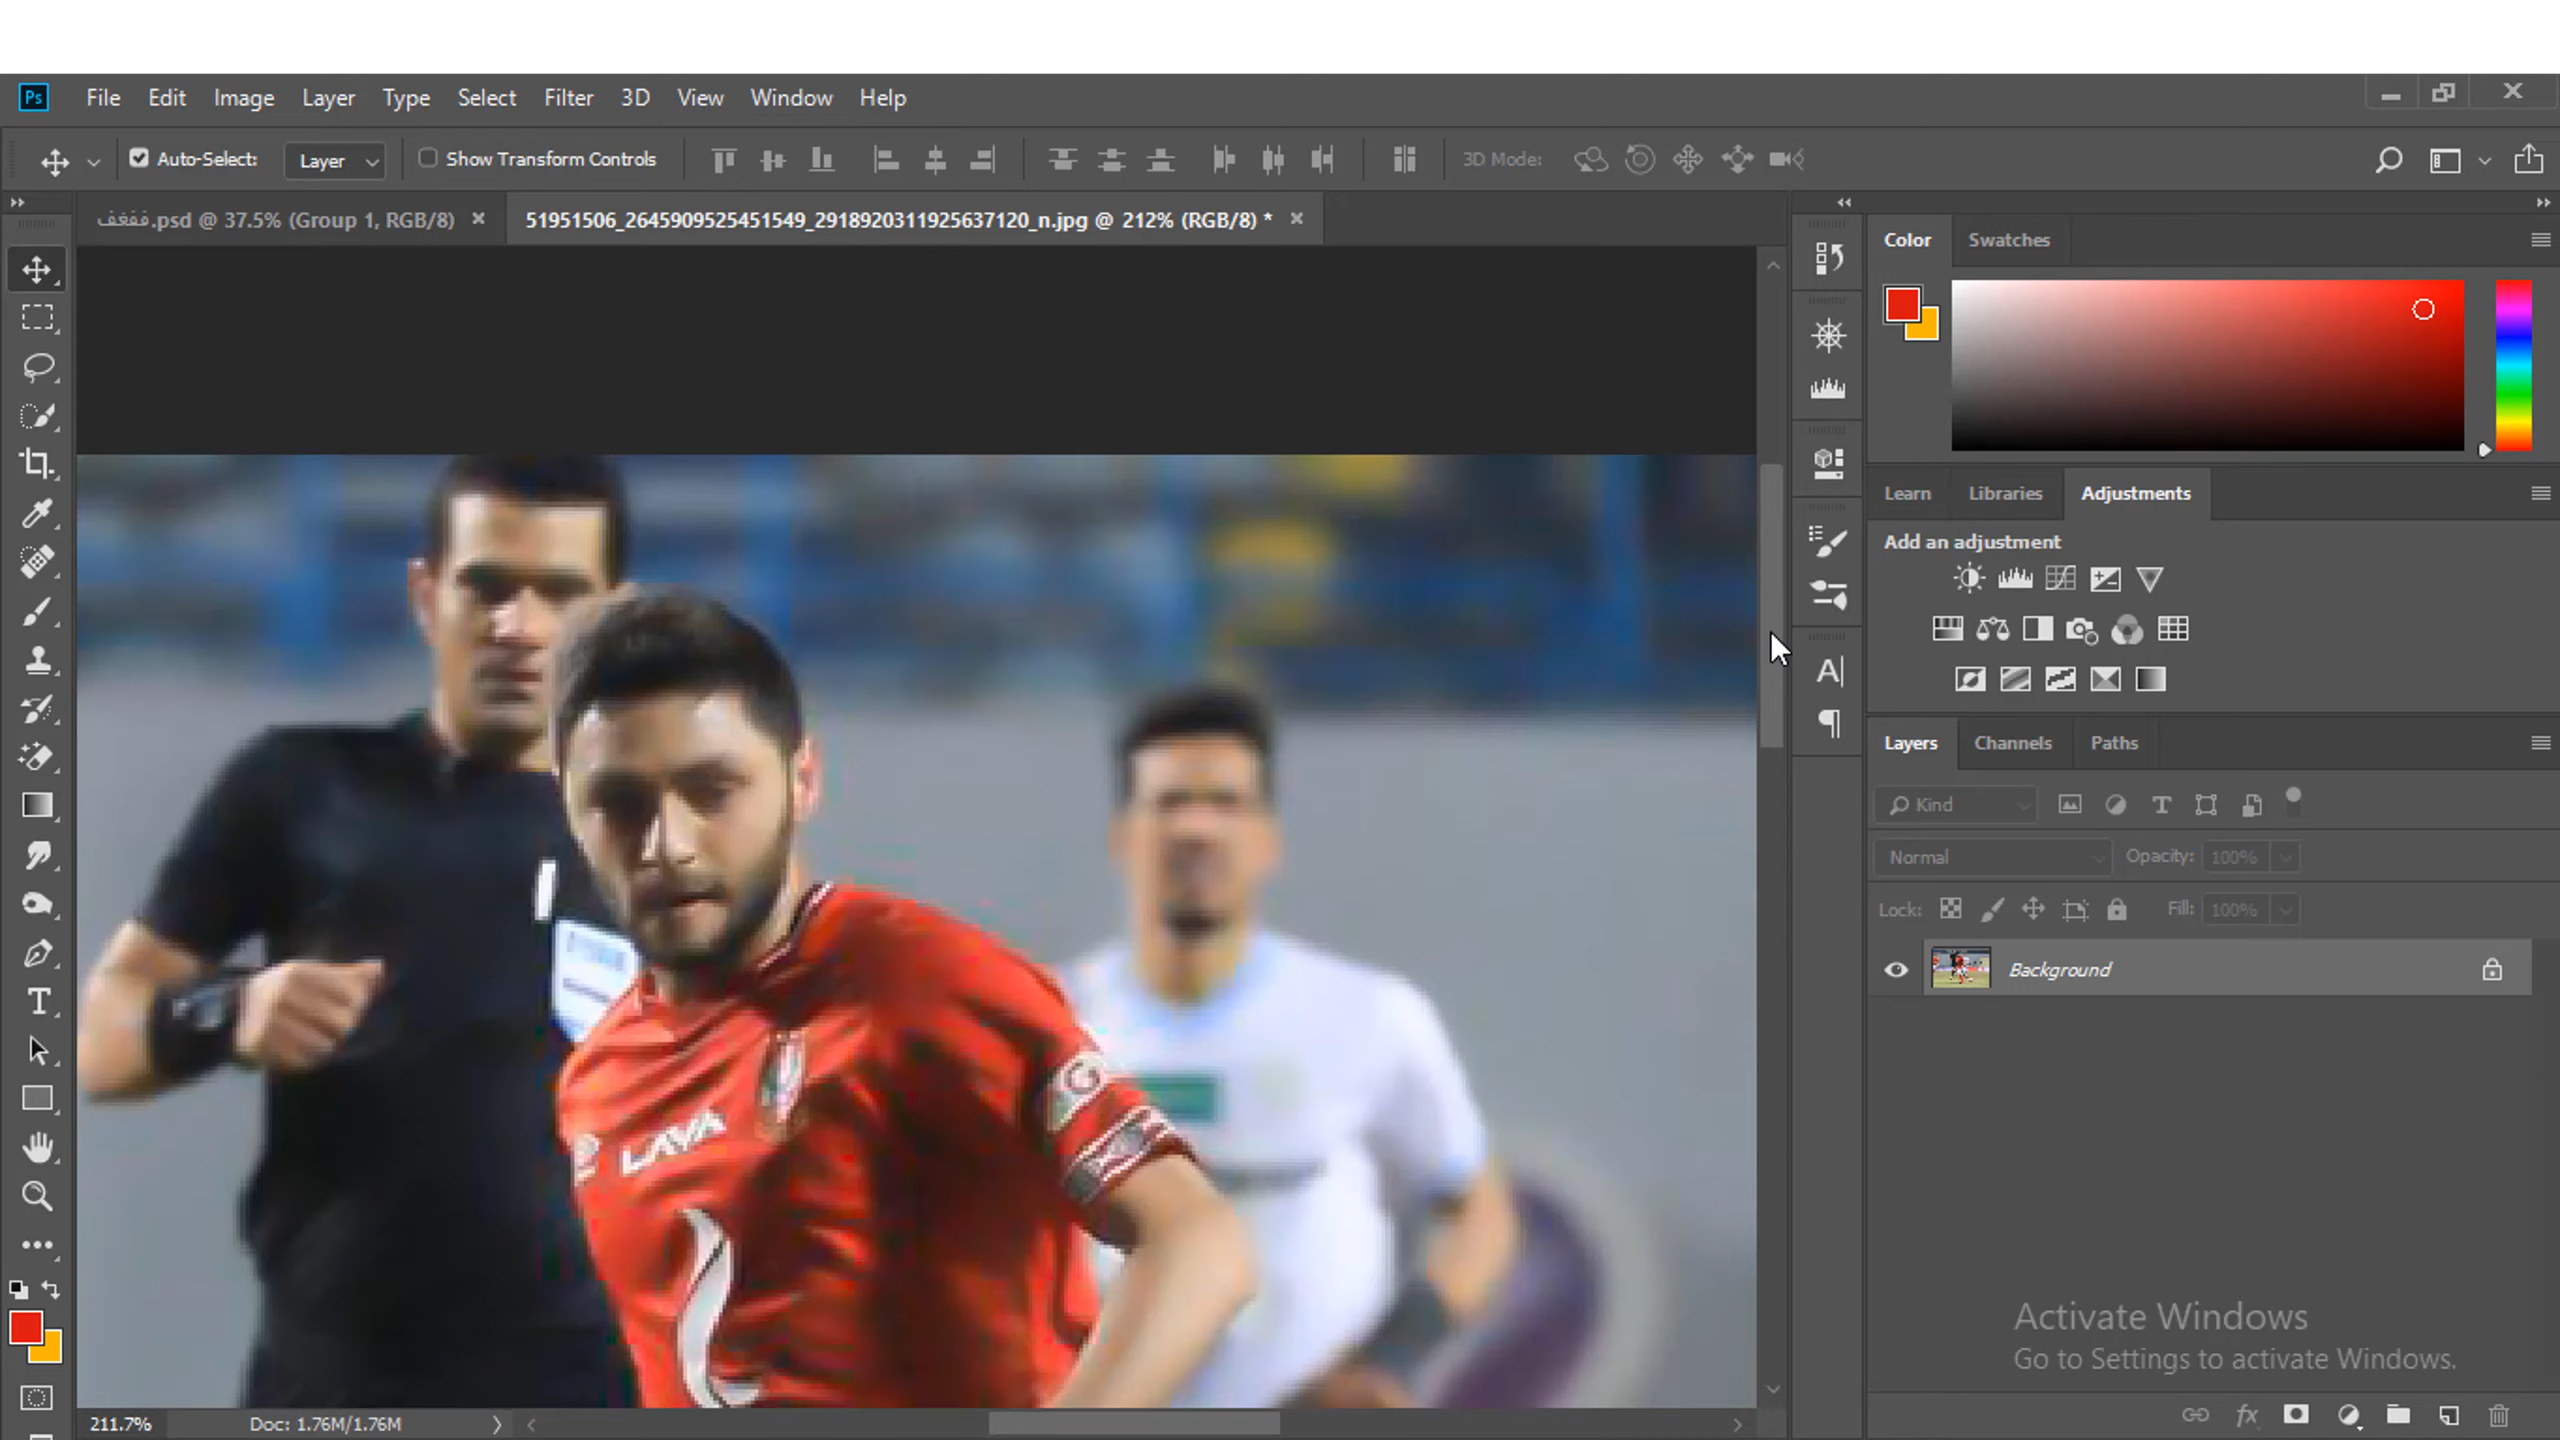 Ps File Edit Image Layer Type Select Filter 3D View Window Help
Auto-Select: Layer Show Transform Controls 3D Mode:
ففغف.psd @ 37.5% (Group 1, RGB/8) 51951506_2645909525451549_2918920311925637120_n.jpg @ 212% (RGB/8) *
Color Swatches
Learn Libraries Adjustments
Add an adjustment
Layers Channels Paths
Kind
Normal Opacity: 100%
Lock: Fill: 100%
Background
LAVA
Activate Windows
Go to Settings to activate Windows.
211.7% Doc: 1.76M/1.76M